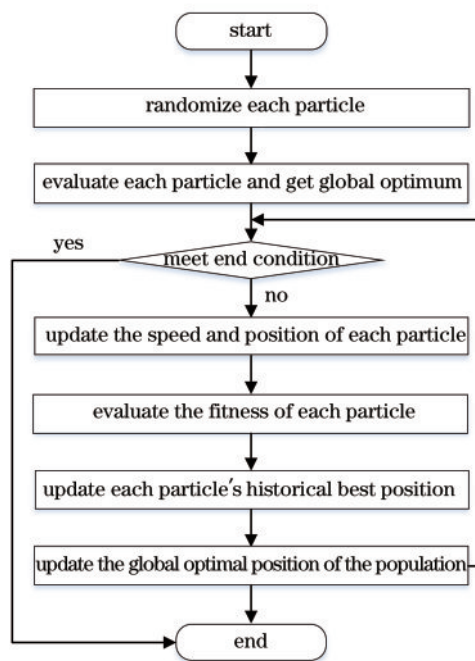 start
randomize each particle
evaluate each particle and get global optimum
yes
meet end condition
no
update the speed and position of each particle
evaluate the fitness of each particle
update each particle's historical best position
update the global optimal position of the population
end